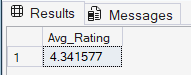 Results Messages
Avg_Rating
1 4.341577